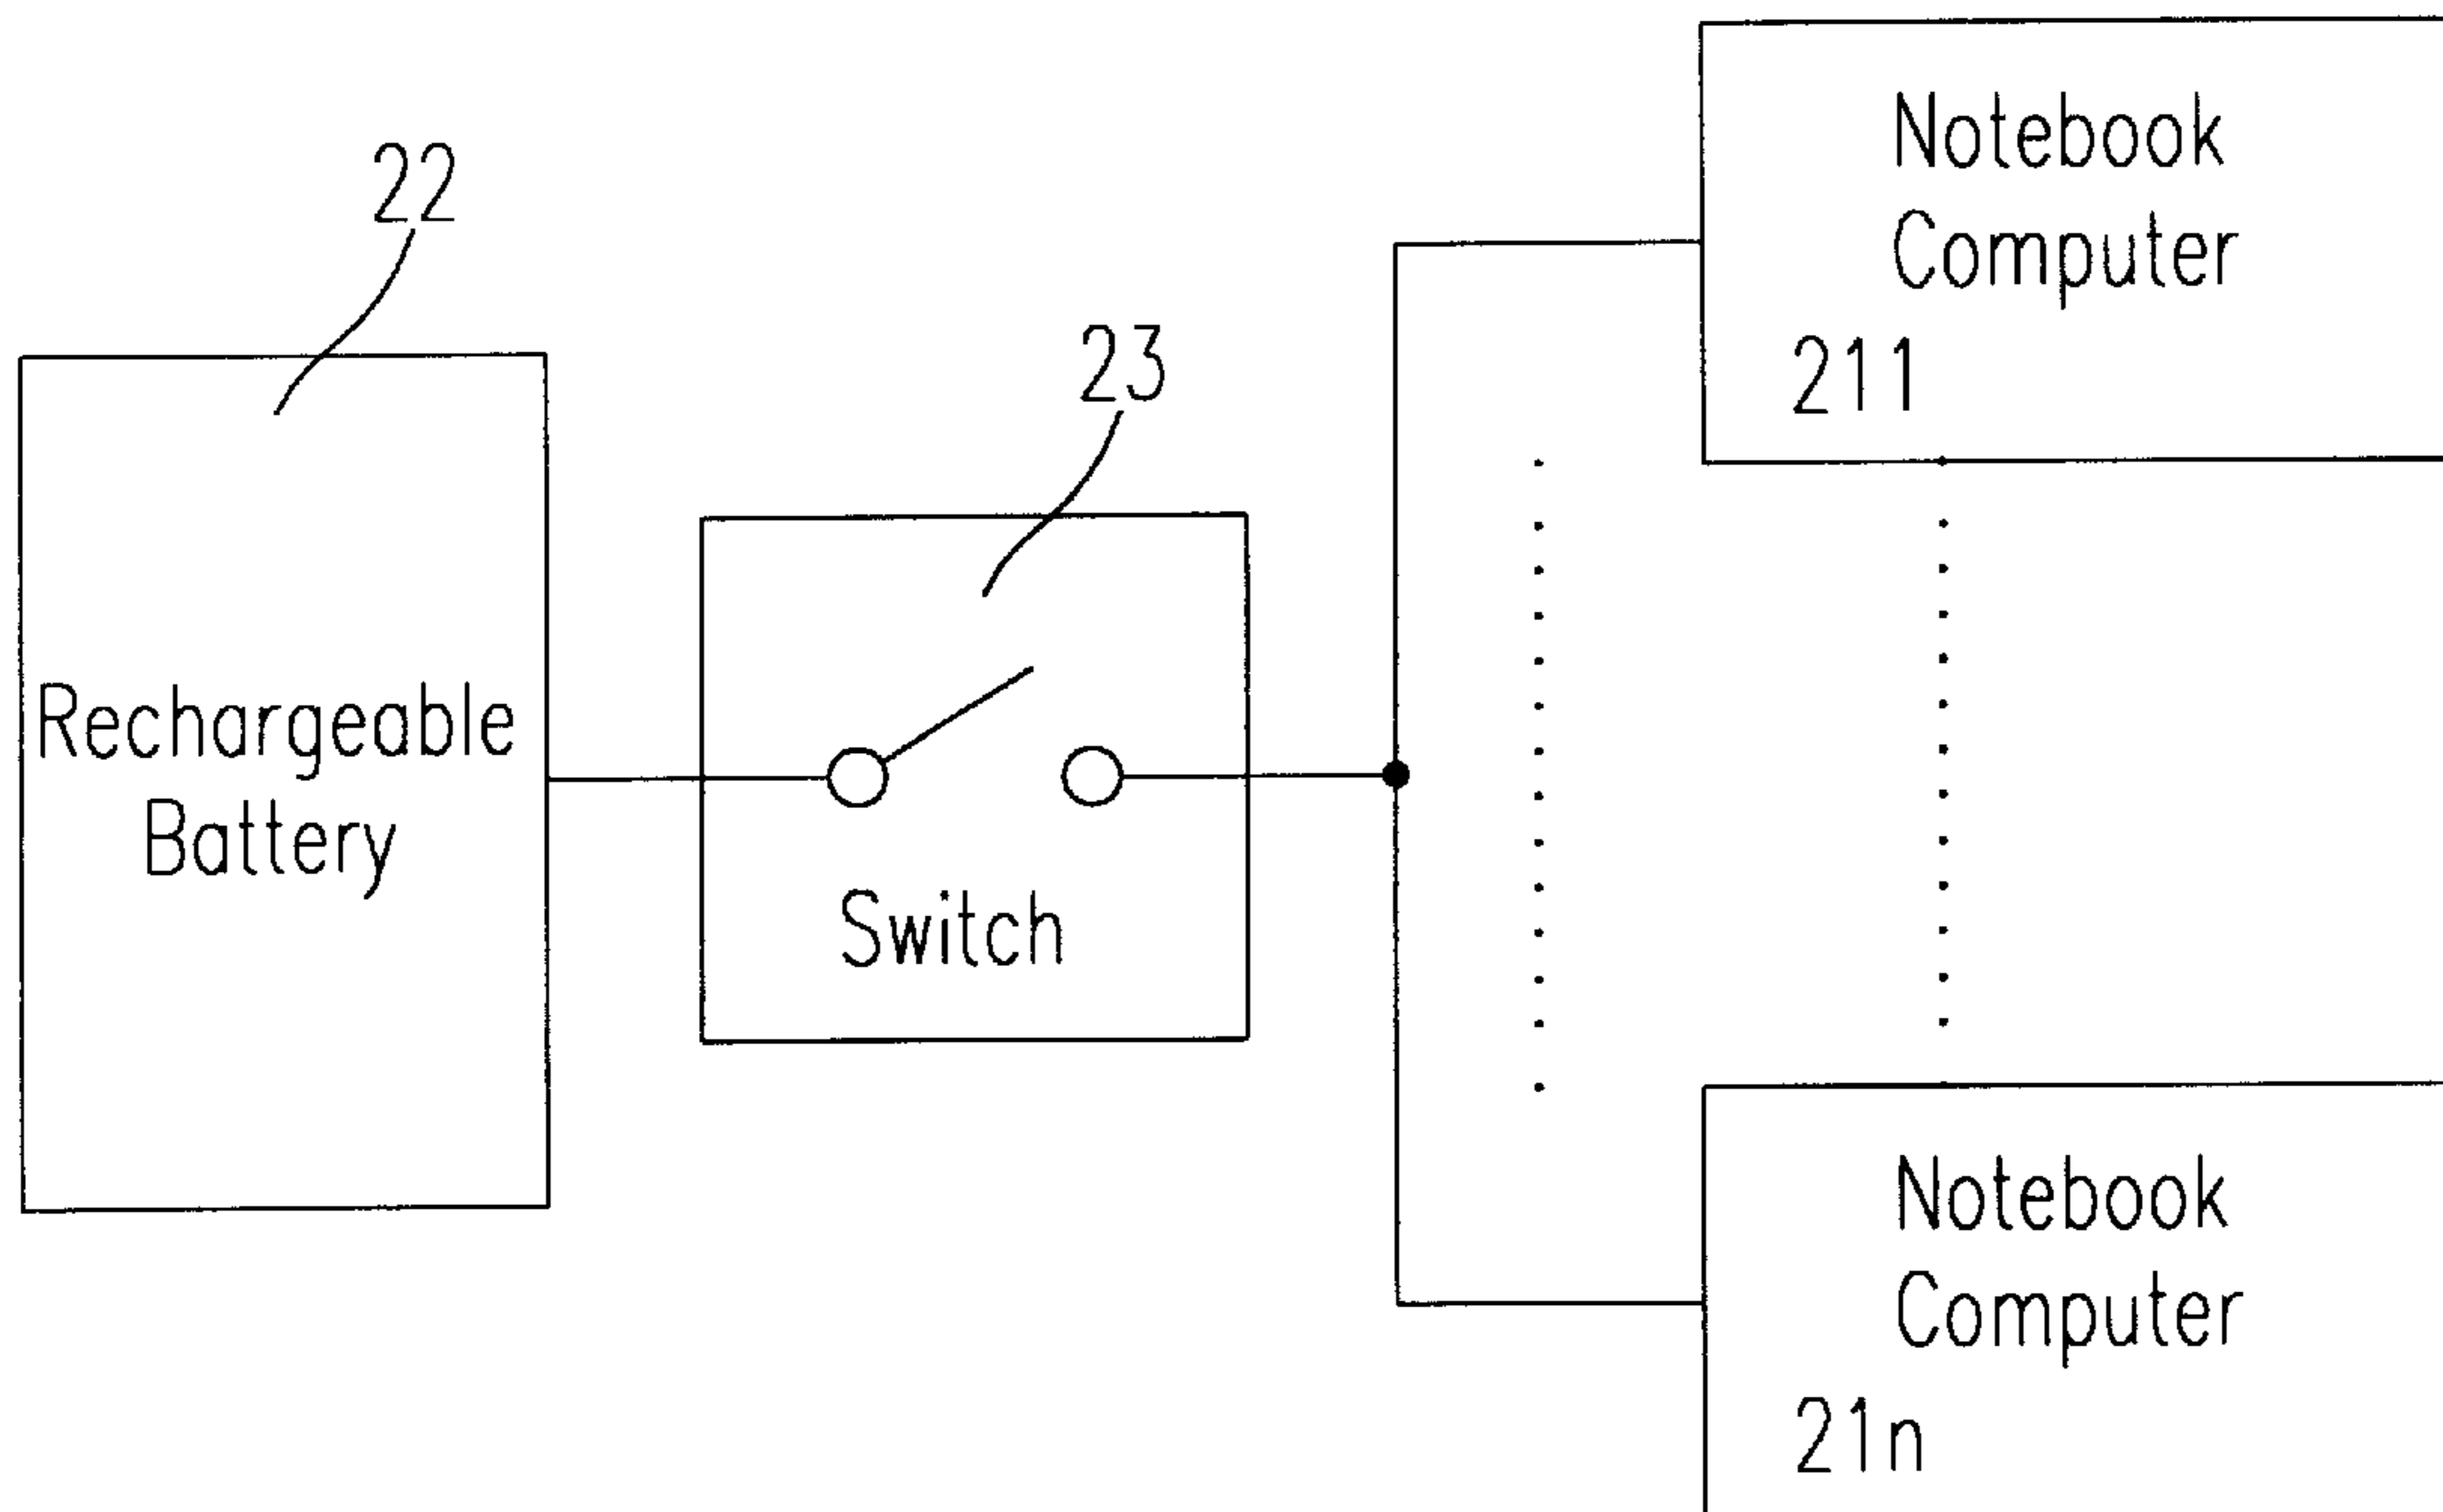 22
Rechargeable
Battery
23
Switch
Notebook
Computer
211
Notebook
Computer
21n